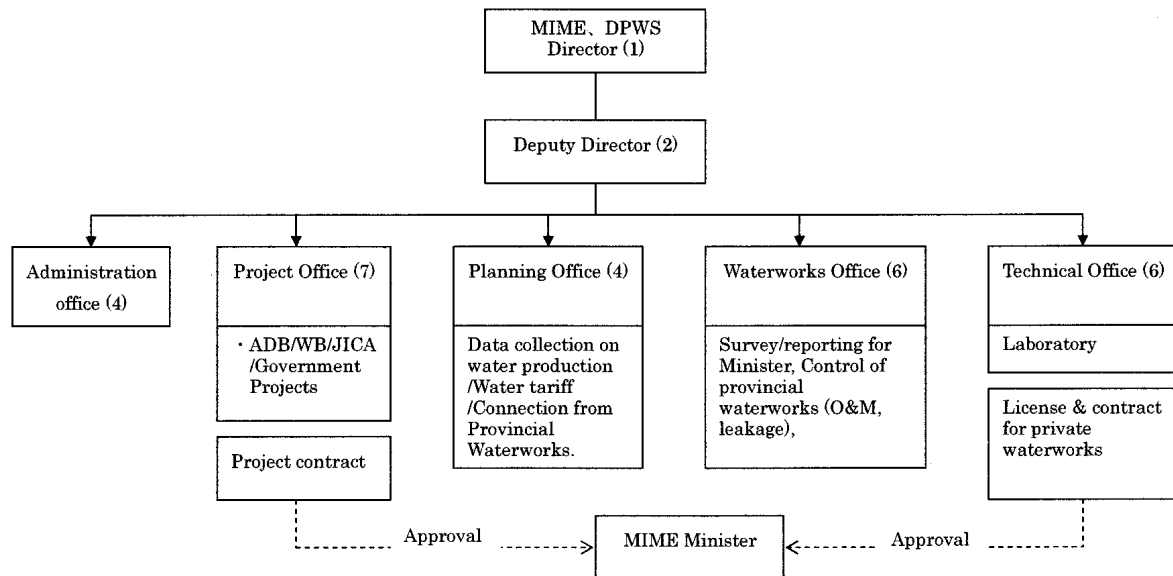 MIME、DPWS
Director (1)
Deputy Director (2)
Administration
office (4)
Project Office (7)
・ADB/WB/JICA
/Government
Projects
Project contract
Planning Office (4)
Data collection on
water production
/Water tariff
/Connection from
Provincial
Waterworks.
Waterworks Office (6)
Survey/reporting for
Minister, Control of
provincial
waterworks (O&M,
leakage),
Technical Office (6)
Laboratory
License & contract
for private
waterworks
Approval
MIME Minister
Approval